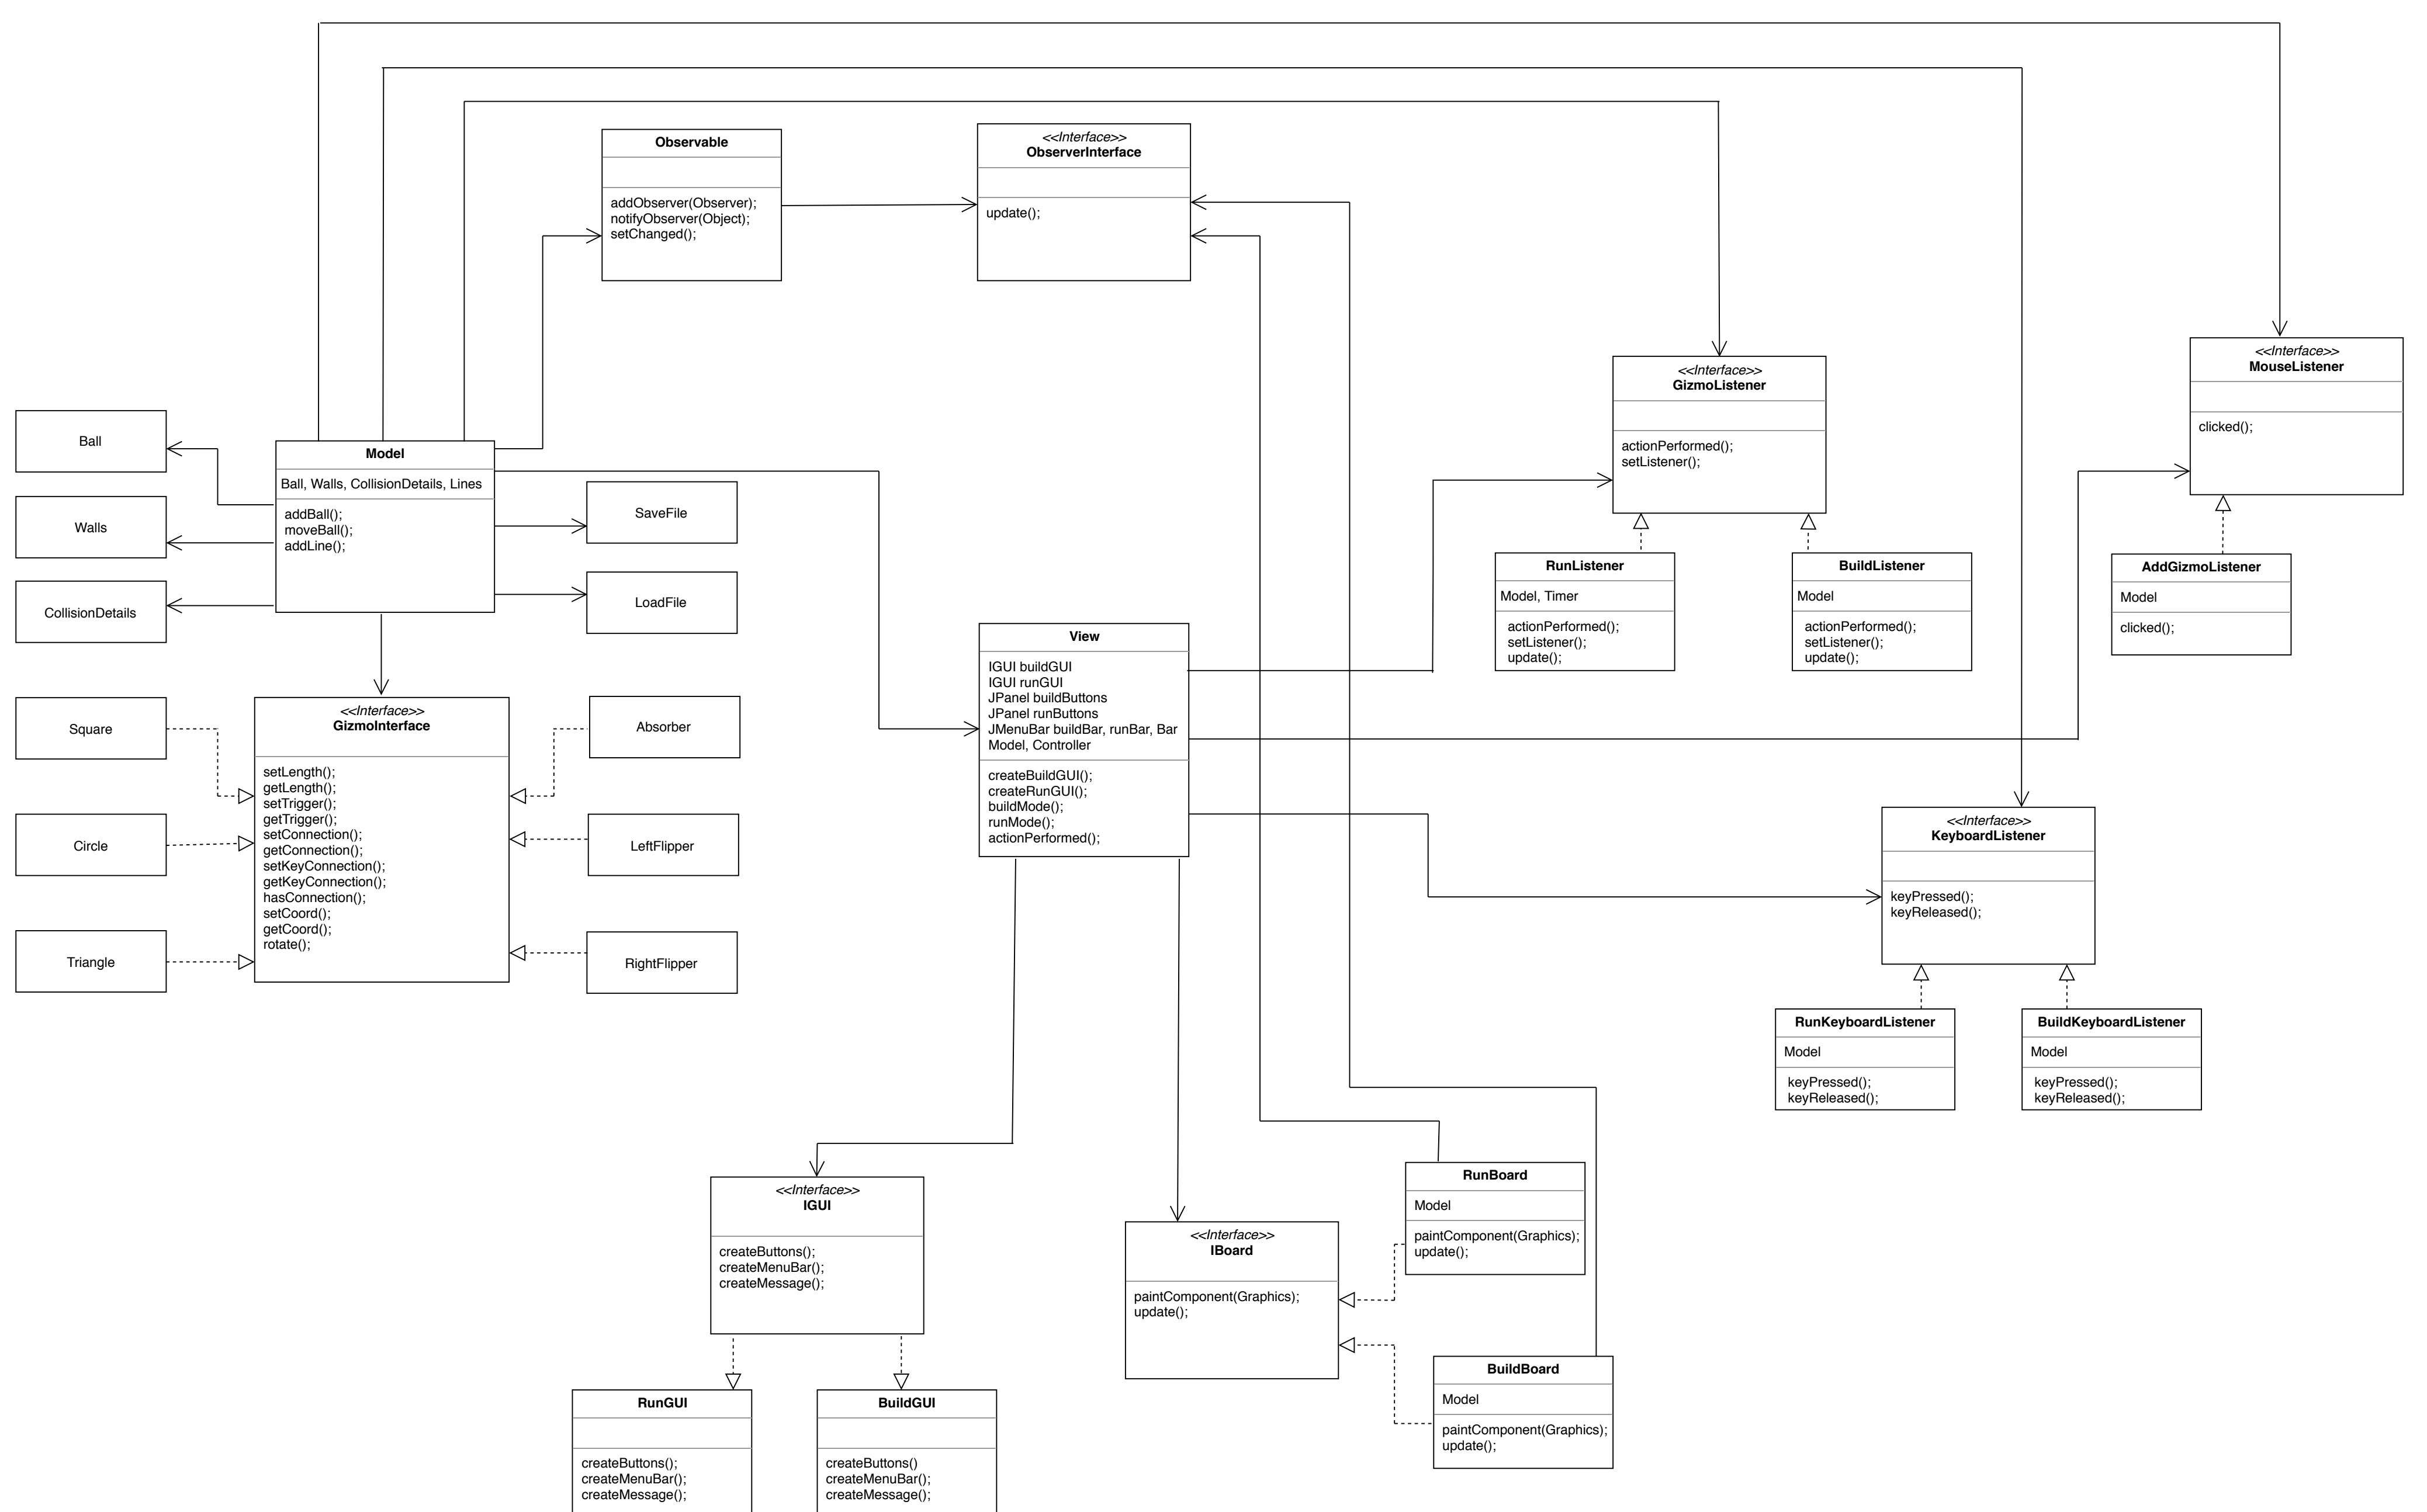 Observable
addObserver(Observer);
notifyObserver(Object);
setChanged();
<<Interface>>
ObserverInterface
update();
<<Interface>>
GizmoListener
actionPerformed();
setListener();
<<Interface>>
MouseListener
clicked();
Ball
Walls
CollisionDetails
Model
Ball, Walls, CollisionDetails, Lines
addBall();
moveBall();
addLine();
SaveFile
LoadFile
RunListener
Model, Timer
actionPerformed();
setListener();
update();
BuildListener
Model
actionPerformed();
setListener();
update();
AddGizmoListener
Model
clicked();
View
IGUI buildGUI
IGUI runGUI
JPanel buildButtons
JPanel runButtons
JMenuBar buildBar, runBar, Bar
Model, Controller
createBuildGUI();
createRunGUI();
buildMode();
runMode();
actionPerformed();
Square
Circle
Triangle
<<Interface>>
GizmoInterface
setLength();
getLength();
setTrigger();
getTrigger();
setConnection();
getConnection();
setKeyConnection();
getKeyConnection();
hasConnection();
setCoord();
getCoord();
rotate();
Absorber
LeftFlipper
RightFlipper
<<Interface>>
KeyboardListener
keyPressed();
keyReleased();
RunKeyboardListener
Model
keyPressed();
keyReleased();
BuildKeyboardListener
Model
keyPressed();
keyReleased();
<<Interface>>
IGUI
createButtons();
createMenuBar();
createMessage();
<<Interface>>
IBoard
paintComponent(Graphics);
update();
RunBoard
Model
paintComponent(Graphics);
update();
BuildBoard
Model
paintComponent(Graphics);
update();
RunGUI
createButtons();
createMenuBar();
createMessage();
BuildGUI
createButtons()
createMenuBar();
createMessage();